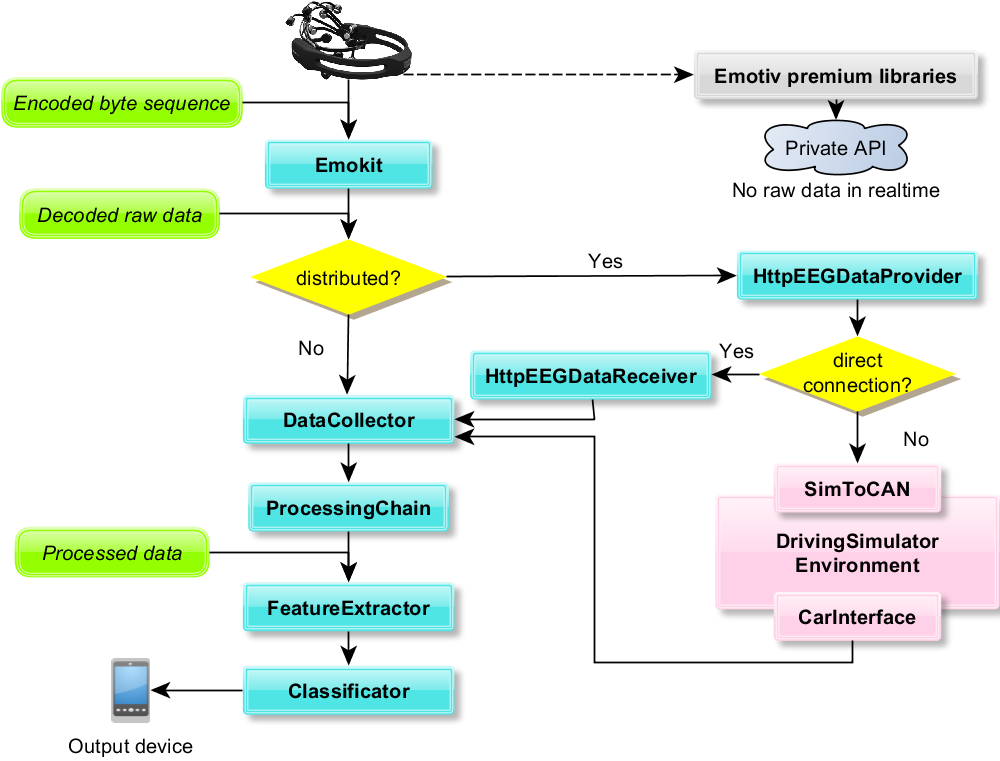 Emotiv premium libraries
Encoded byte sequence
Private API
Emokit
No raw data in realtime
Decoded raw data
distributed?
Yes
HttpEEGDataProvider
No
Yes
direct
connection?
HttpEEGDataReceiver
DataCollector
No
SimToCAN
ProcessingChain
DrivingSimulator
Environment
Processed data
FeatureExtractor
CarInterface
Classificator
Output device